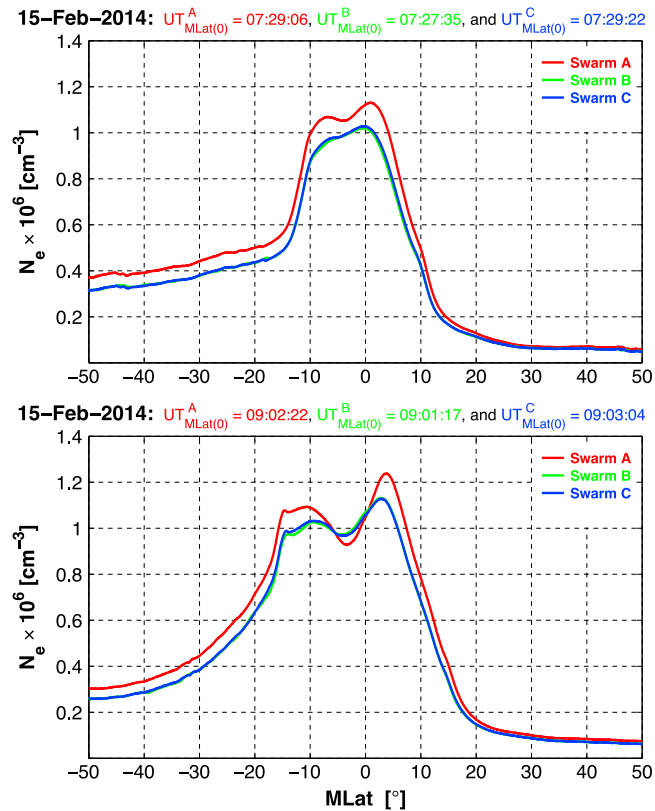 15–Feb–2014: UT^A_MLat(0) = 07:29:06, UT^B_MLat(0) = 07:27:35, and UT^C_MLat(0) = 07:29:22
1.4
1.2
1
0.8
0.6
0.4
0.2
N_e × 10^6 [cm^−3]
Swarm A
Swarm B
Swarm C
−50 −40 −30 −20 −10 0 10 20 30 40 50
15–Feb–2014: UT^A_MLat(0) = 09:02:22, UT^B_MLat(0) = 09:01:17, and UT^C_MLat(0) = 09:03:04
1.4
1.2
1
0.8
0.6
0.4
0.2
N_e × 10^6 [cm^−3]
Swarm A
Swarm B
Swarm C
−50 −40 −30 −20 −10 0 10 20 30 40 50
MLat [°]